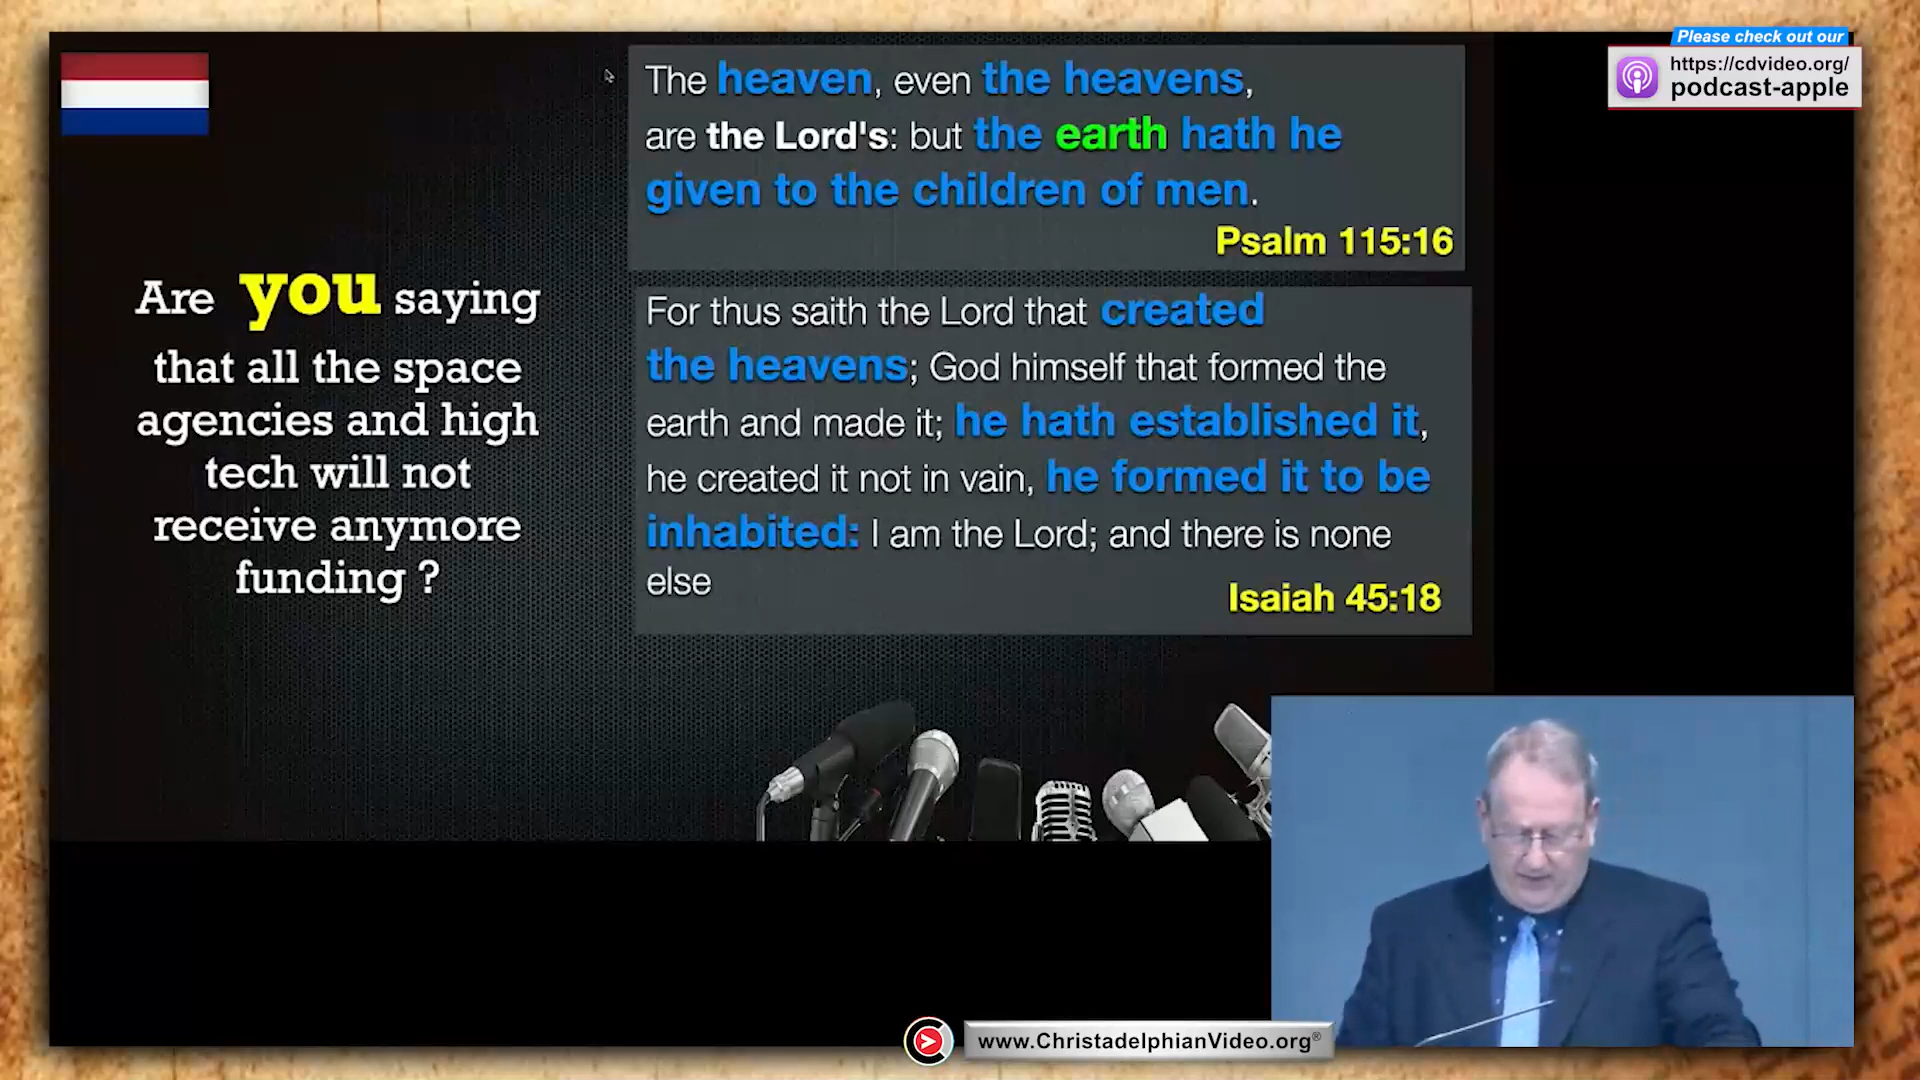 Please check out our
https://cdvideo.org/
podcast-apple
The heaven, even the heavens,
are the Lord's: but the earth hath he
given to the children of men.
Psalm 115:16
Are you saying
that all the space
agencies and high
tech will not
receive anymore
funding ?
For thus saith the Lord that created
the heavens; God himself that formed the
earth and made it; he hath established it,
he created it not in vain, he formed it to be
inhabited: I am the Lord; and there is none
else
Isaiah 45:18
www.ChristadelphianVideo.org®